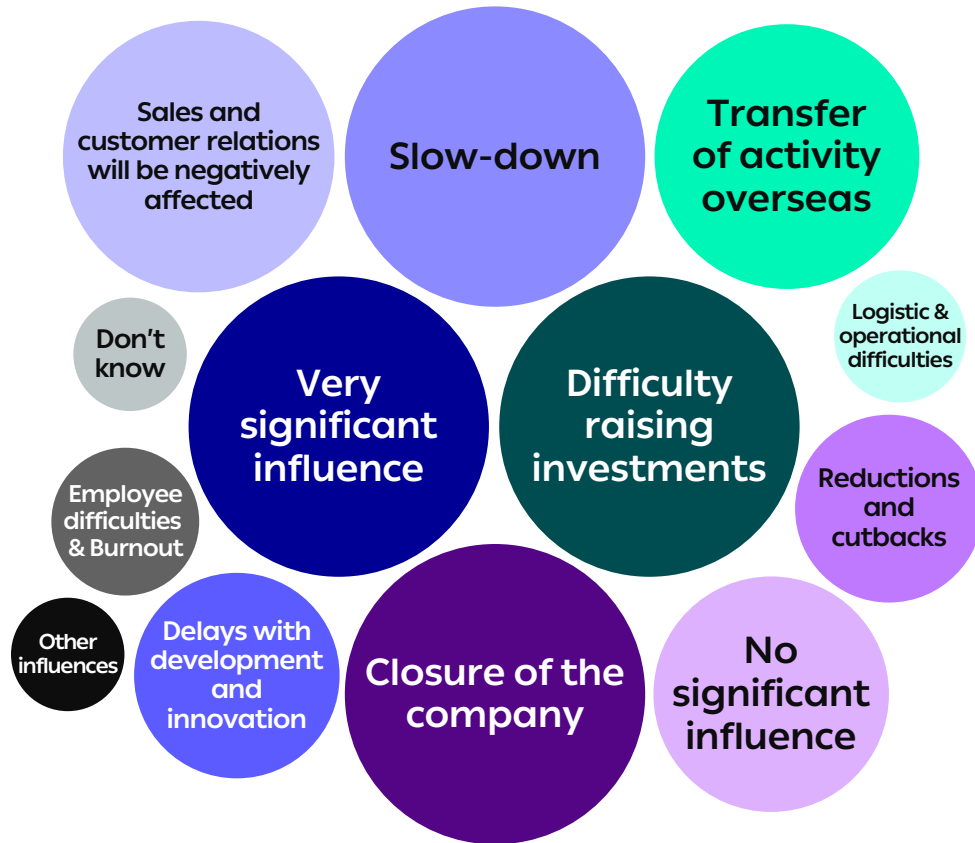 Sales and
customer relations
will be negatively
affected
Slow-down
Transfer
of activity
overseas
Don't
know
Very
significant
influence
Difficulty
raising
investments
Logistic &
operational
difficulties
Employee
difficulties
& Burnout
Reductions
and
cutbacks
Other
influences
Delays with
development
and
innovation
Closure of the
company
No
significant
influence